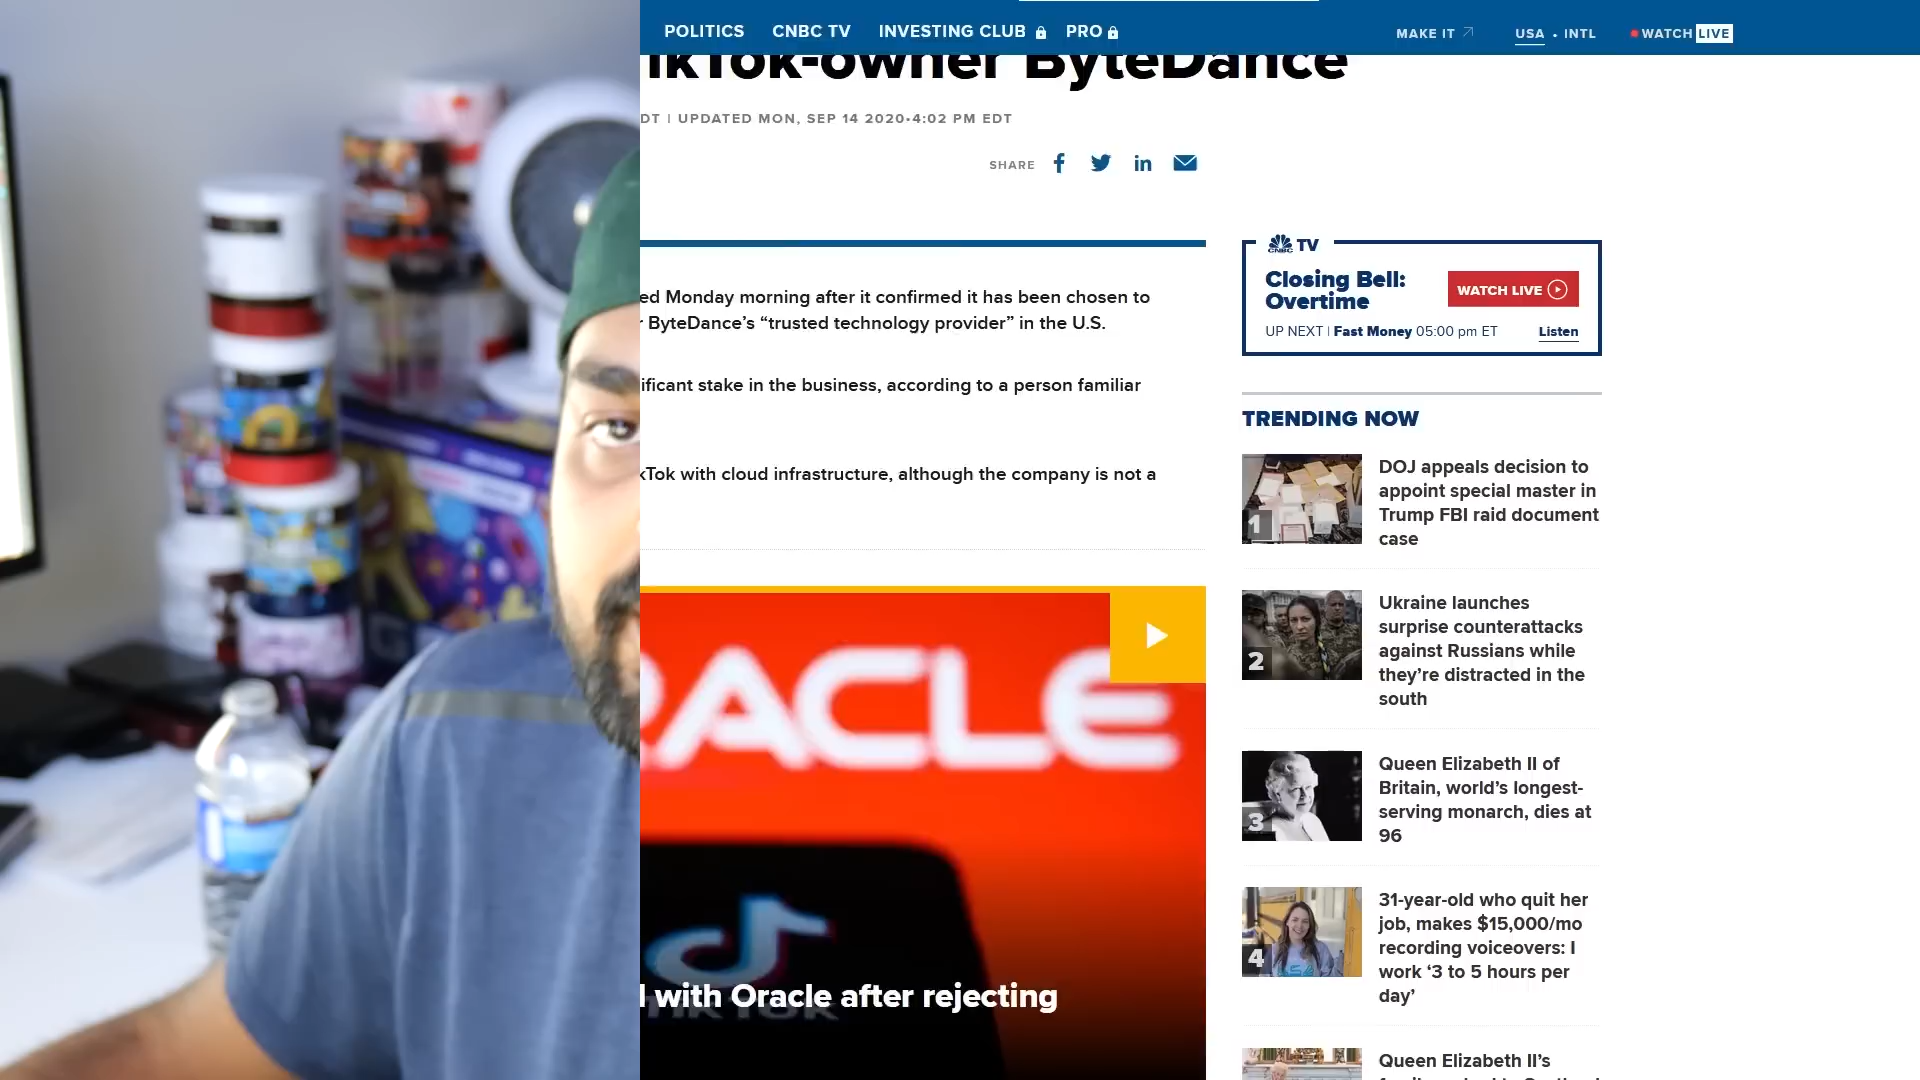 POLITICS CNBC TV INVESTING CLUB PRO MAKE IT USA • INTL WATCH LIVE
TikTok-owner ByteDance
DT | UPDATED MON, SEP 14 2020•4:02 PM EDT
SHARE
ed Monday morning after it confirmed it has been chosen to
r ByteDance’s “trusted technology provider” in the U.S.
ificant stake in the business, according to a person familiar
kTok with cloud infrastructure, although the company is not a
RACLE
TikTok
with Oracle after rejecting
CNBC TV
Closing Bell:
Overtime
WATCH LIVE
UP NEXT | Fast Money 05:00 pm ET
Listen
TRENDING NOW
1
DOJ appeals decision to
appoint special master in
Trump FBI raid document
case
2
Ukraine launches
surprise counterattacks
against Russians while
they’re distracted in the
south
3
Queen Elizabeth II of
Britain, world’s longest-
serving monarch, dies at
96
4
31-year-old who quit her
job, makes $15,000/mo
recording voiceovers: I
work ‘3 to 5 hours per
day’
Queen Elizabeth II’s